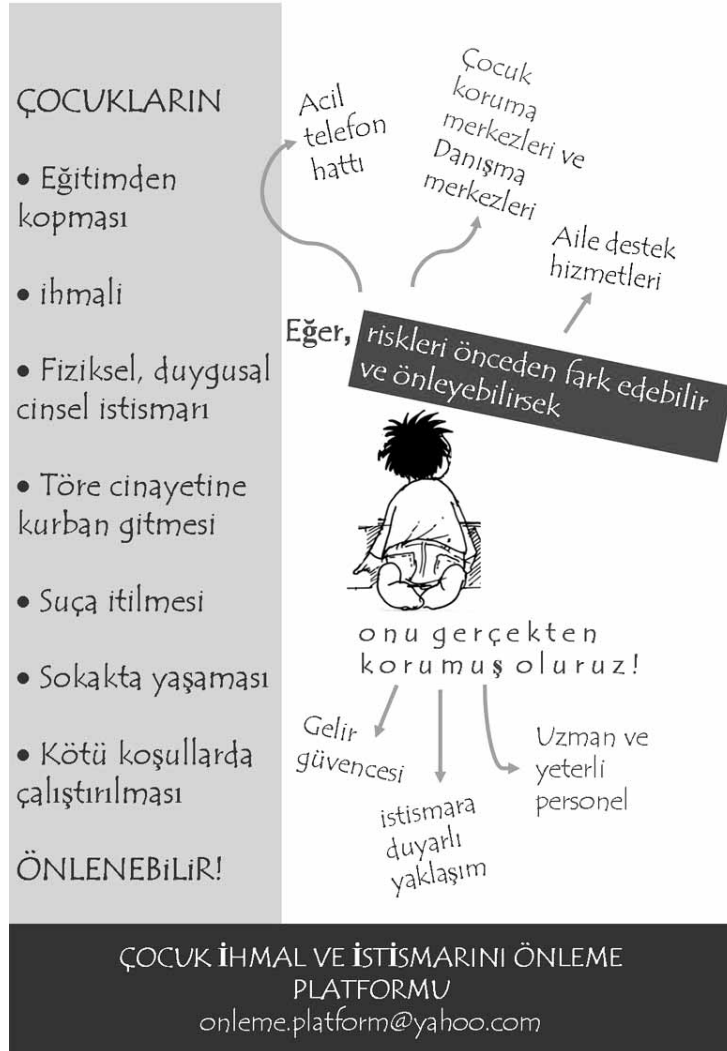 ÇOCUKLARIN
• Eğitimden
kopması
• ihmali
• Fiziksel, duygusal
cinsel istismarı
• Töre cinayetine
kurban gitmesi
• Suça itilmesi
• Sokakta yaşaması
• Kötü koşullarda
çalıştırılması
ÖNLENEBiLiR!
Acil
telefon
hattı
Çocuk
koruma
merkezleri ve
Danışma
merkezleri
Aile destek
hizmetleri
Eğer, riskleri önceden fark edebilir
ve önleyebilirsek
onu gerçekten
korumuş oluruz!
Gelir
güvencesi
istismara
duyarlı
yaklaşım
Uzman ve
yeterli
personel
ÇOCUK İHMAL VE İSTİSMARINI ÖNLEME
PLATFORMU
onleme.platform@yahoo.com